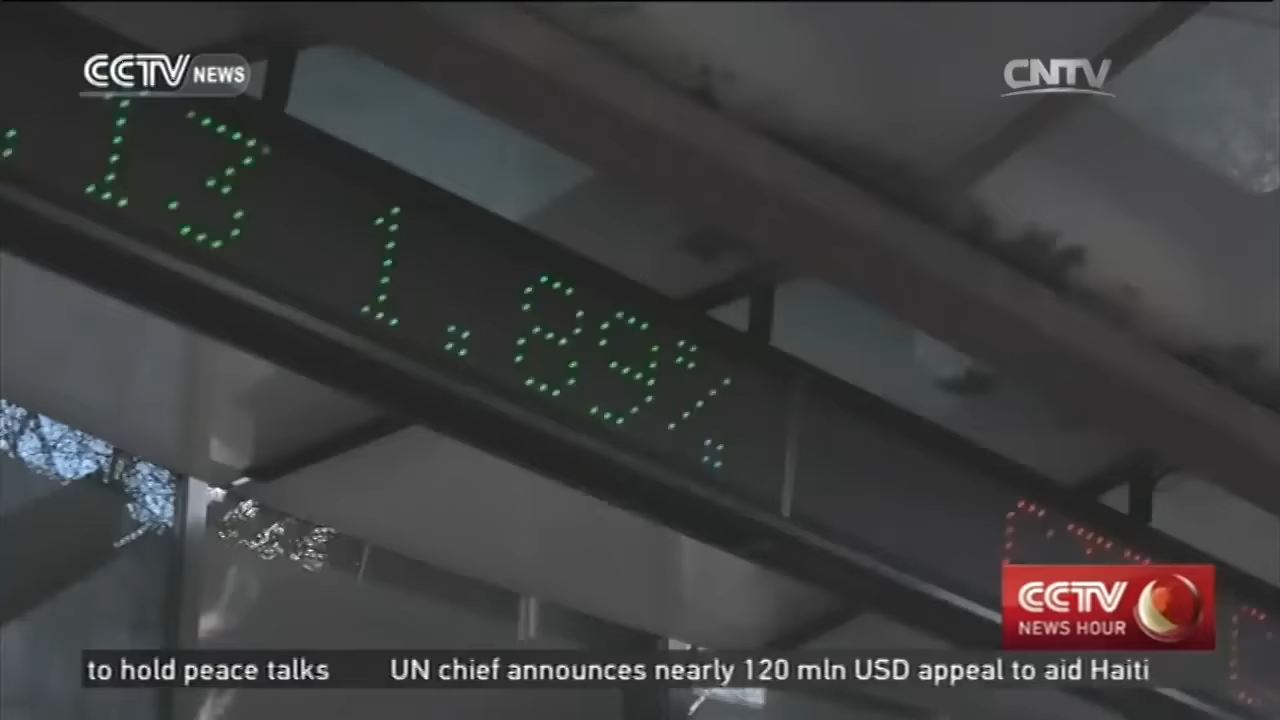 CCTV NEWS
CNTV
.13 1.89%
CCTV
NEWS HOUR
to hold peace talks UN chief announces nearly 120 mln USD appeal to aid Haiti